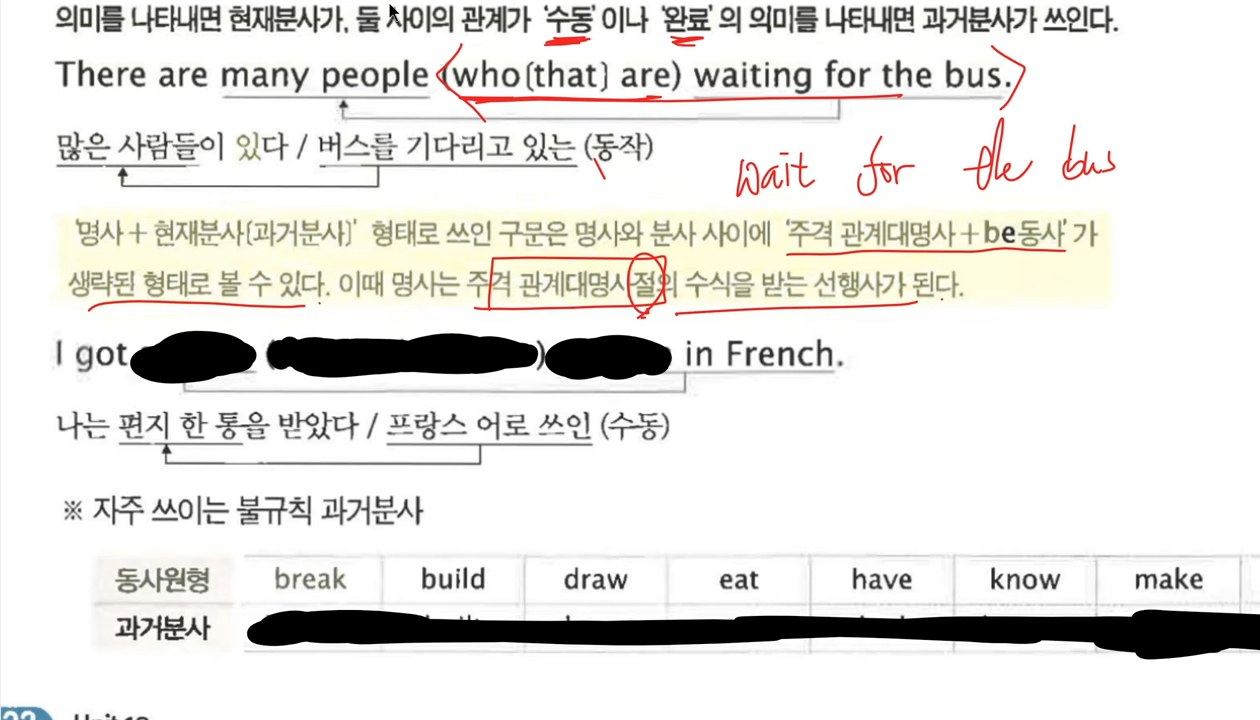 의미를 나타내면 현재분사가, 둘 사이의 관계가 '수동'이나 '완료'의 의미를 나타내면 과거분사가 쓰인다.
There are many people (who[that] are) waiting for the bus.
많은 사람들이 있다 / 버스를 기다리고 있는 (동작)
wait for the bus
'명사 + 현재분사[과거분사]' 형태로 쓰인 구문은 명사와 분사 사이에 '주격 관계대명사 + be동사'가
생략된 형태로 볼 수 있다. 이때 명사는 주격 관계대명사절의 수식을 받는 선행사가 된다.
I got ( ) in French.
나는 편지 한 통을 받았다 / 프랑스 어로 쓰인 (수동)
※ 자주 쓰이는 불규칙 과거분사
동사원형 break build draw eat have know make
과거분사